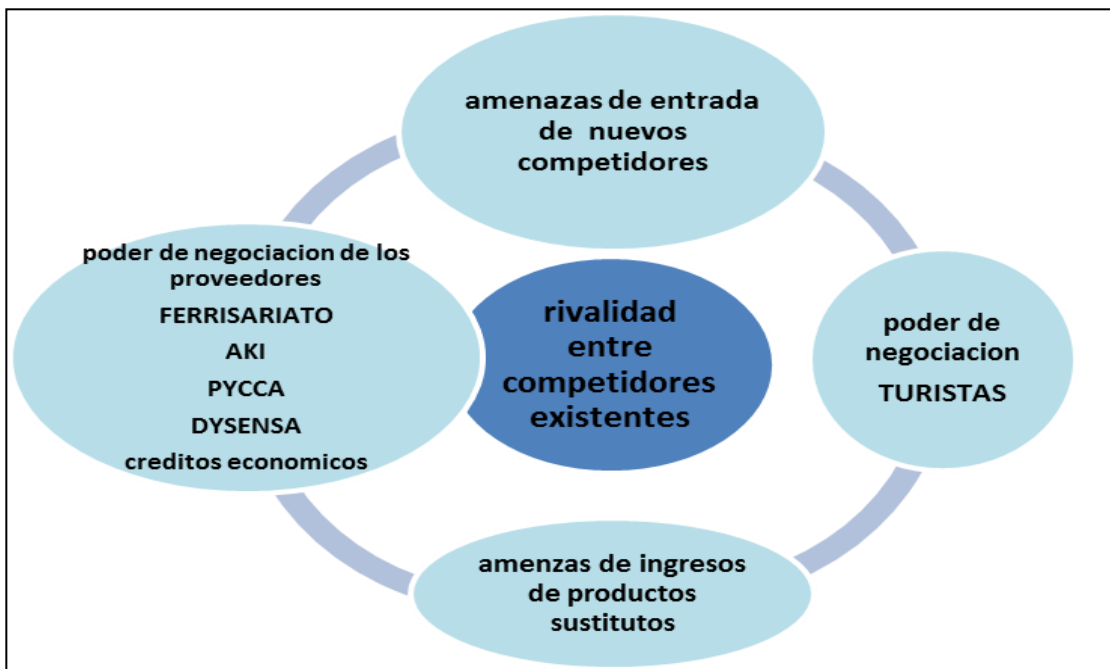 amenazas de entrada
de nuevos
competidores
poder de negociacion de los
proveedores
FERRISARIATO
AKI
PYCCA
DYSENSA
creditos economicos
rivalidad
entre
competidores
existentes
poder de
negociacion
TURISTAS
amenzas de ingresos
de productos
sustitutos